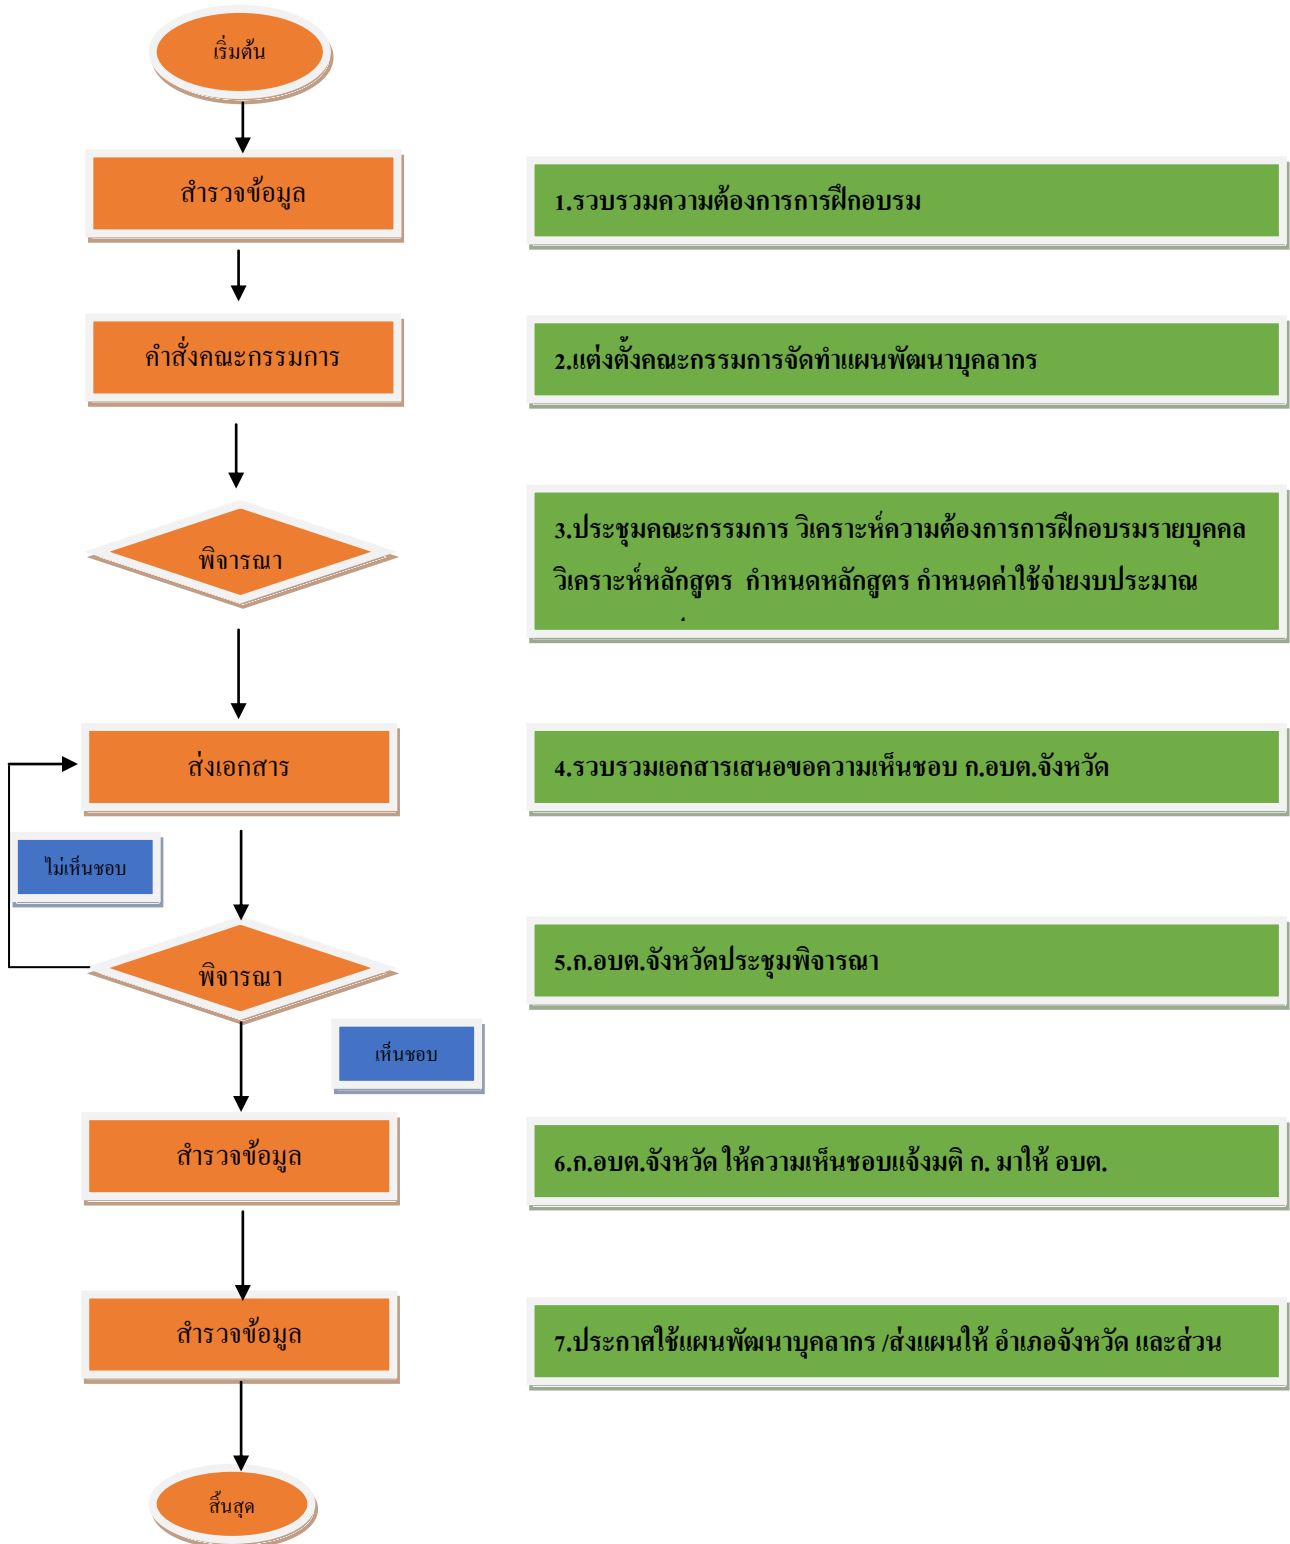 เริ่มต้น
สำรวจข้อมูล
1.รวบรวมความต้องการการฝึกอบรม
คำสั่งคณะกรรมการ
2.แต่งตั้งคณะกรรมการจัดทำแผนพัฒนาบุคลากร
พิจารณา
3.ประชุมคณะกรรมการ วิเคราะห์ความต้องการการฝึกอบรมรายบุคคล
วิเคราะห์หลักสูตร กำหนดหลักสูตร กำหนดค่าใช้จ่ายงบประมาณ
ส่งเอกสาร
4.รวบรวมเอกสารเสนอขอความเห็นชอบ ก.อบต.จังหวัด
ไม่เห็นชอบ
พิจารณา
5.ก.อบต.จังหวัดประชุมพิจารณา
เห็นชอบ
สำรวจข้อมูล
6.ก.อบต.จังหวัด ให้ความเห็นชอบแจ้งมติ ก. มาให้ อบต.
สำรวจข้อมูล
7.ประกาศใช้แผนพัฒนาบุคลากร /ส่งแผนให้ อำเภอจังหวัด และส่วน
สิ้นสุด